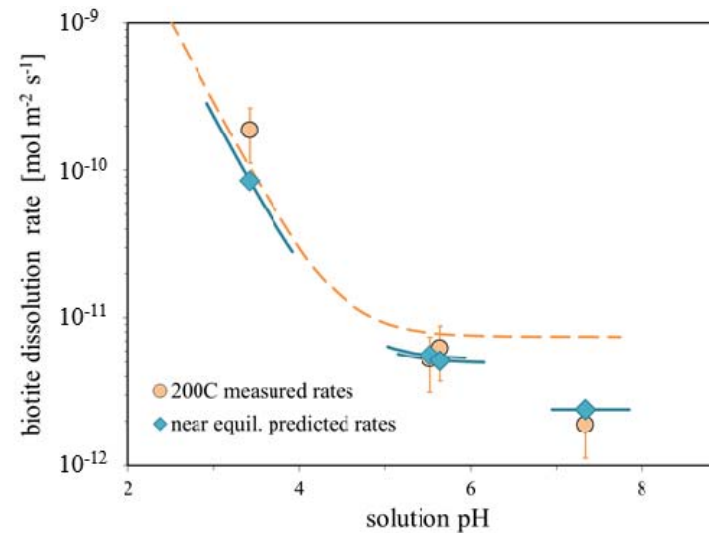 10⁻⁹
10⁻¹⁰
10⁻¹¹
10⁻¹²
biotite dissolution rate [mol m⁻² s⁻¹]
200C measured rates
near equil. predicted rates
2 4 6 8
solution pH